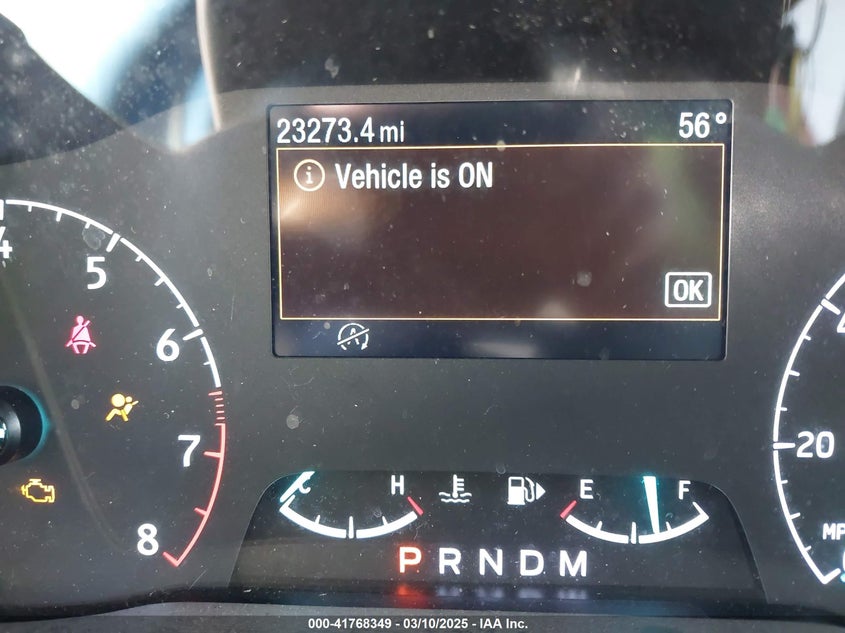 23273.4 mi 56°
Vehicle is ON
OK
4
5
6
7
8
C H E F
P R N D M
20
MP
000-41768349 — 03/10/2025 — IAA Inc.